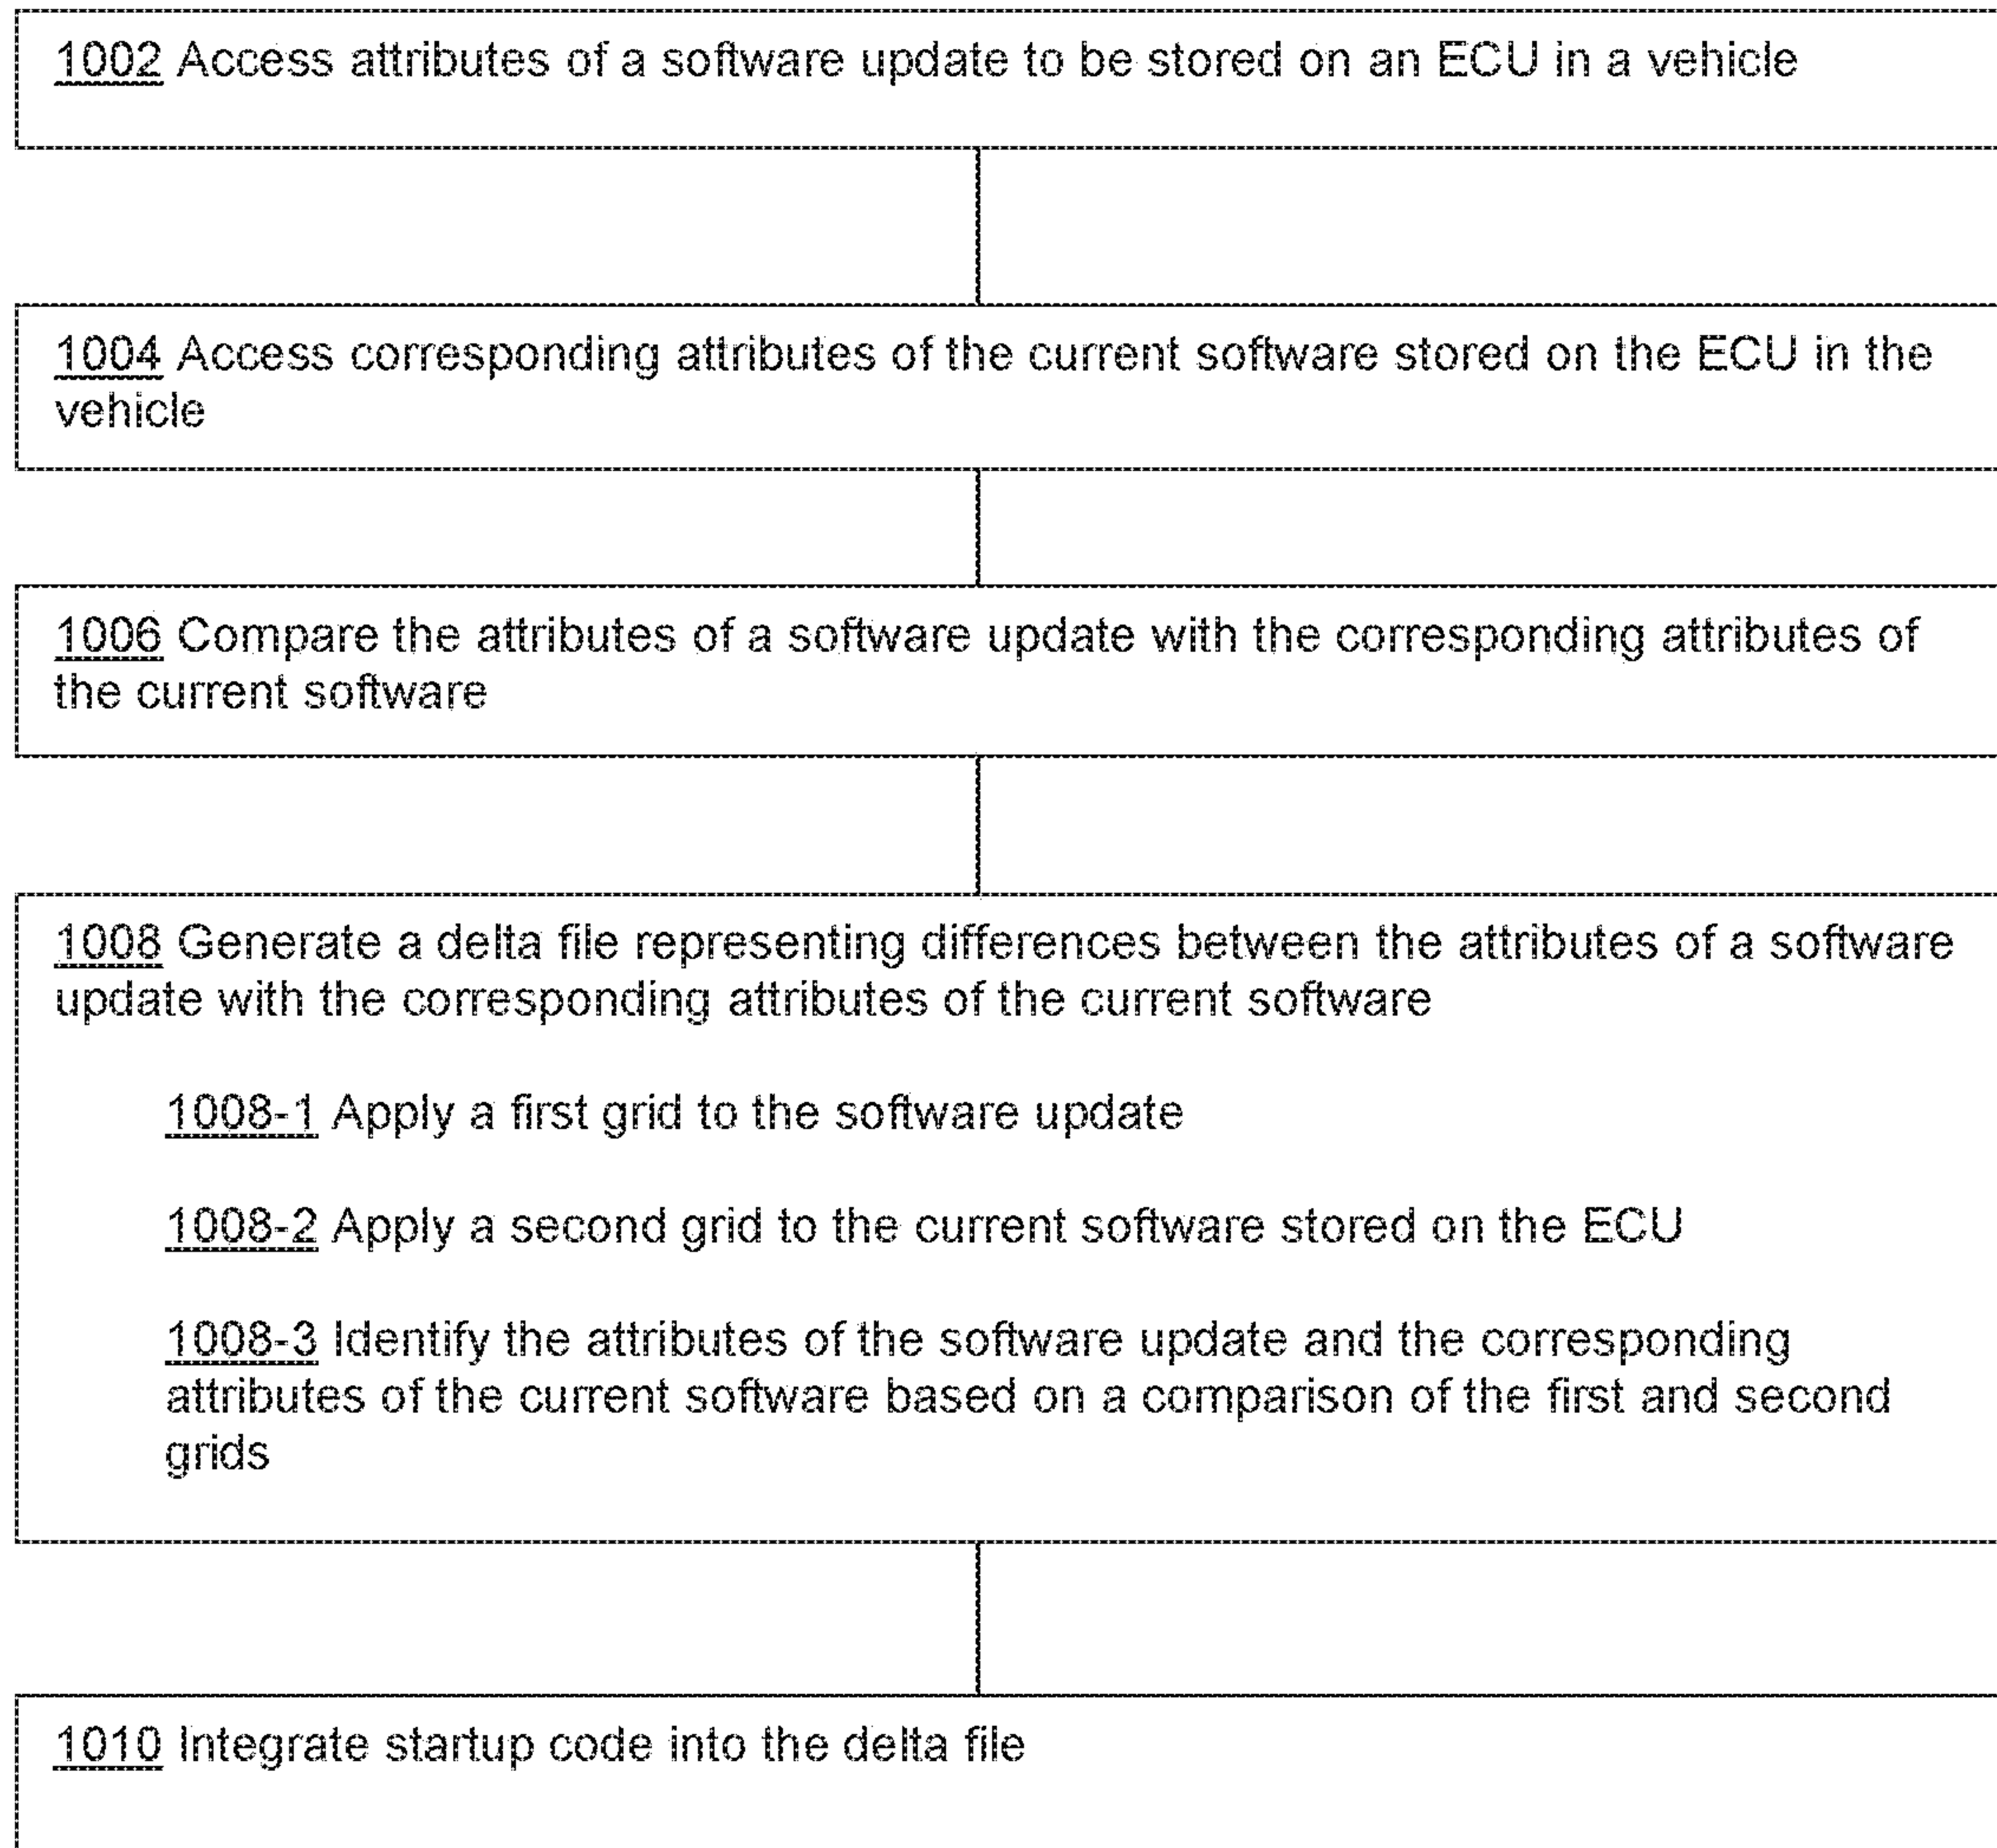 1002 Access attributes of a software update to be stored on an ECU in a vehicle
1004 Access corresponding attributes of the current software stored on the ECU in the
vehicle
1006 Compare the attributes of a software update with the corresponding attributes of
the current software
1008 Generate a delta file representing differences between the attributes of a software
update with the corresponding attributes of the current software
1008-1 Apply a first grid to the software update
1008-2 Apply a second grid to the current software stored on the ECU
1008-3 Identify the attributes of the software update and the corresponding
attributes of the current software based on a comparison of the first and second
grids
1010 Integrate startup code into the delta file